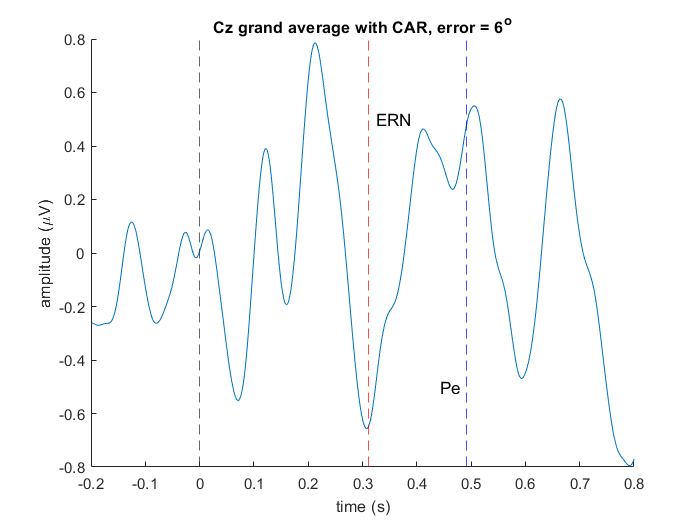 Cz grand average with CAR, error = 6°
0.8
0.6
0.4
0.2
0
-0.2
-0.4
-0.6
-0.8
amplitude (μV)
ERN
Pe
-0.2 -0.1 0 0.1 0.2 0.3 0.4 0.5 0.6 0.7 0.8
time (s)